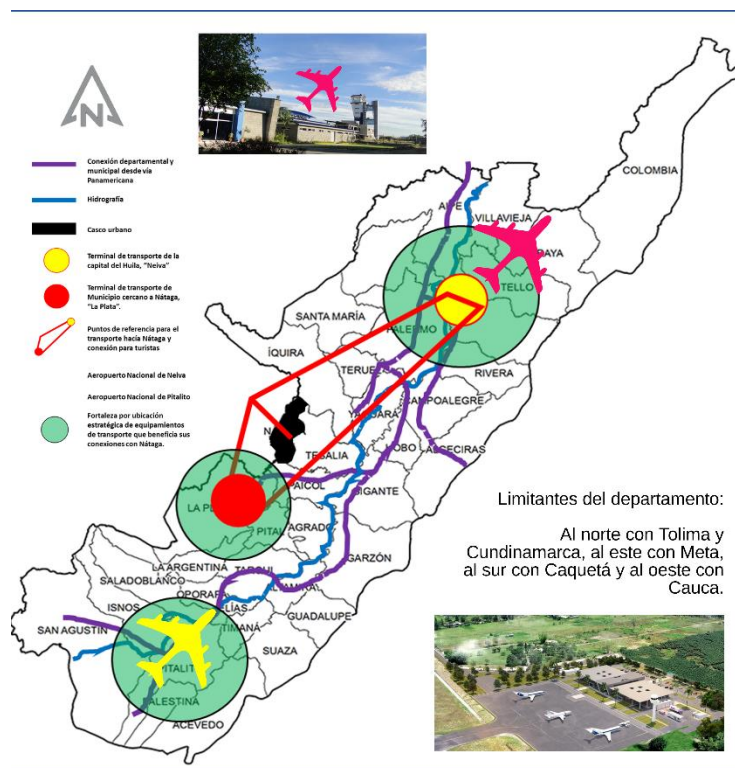 N
Conexión departamental y
municipal desde vía
Panamericana
Hidrografía
Casco urbano
Terminal de transporte de la
capital del Huila, "Neiva"
Terminal de transporte de
Municipio cercano a Nátaga,
"La Plata".
Puntos de referencia para el
transporte hacía Nátaga y
conexión para turistas
Aeropuerto Nacional de Neiva
Aeropuerto Nacional de Pitalito
Fortaleza por ubicación
estratégica de equipamientos
de transporte que beneficia sus
conexiones con Nátaga.
COLOMBIA
VILLAVIEJA
SANTA MARÍA
PALERMO
ÍQUIRA
TERUEL
RIVERA
CAMPOALEGRE
TESALIA
PAICOL
GIGANTE
AGRADO
LA ARGENTINA
GARZÓN
SALADOBLANCO
OPORAPA
ISNOS
GUADALUPE
SAN AGUSTIN
TIMANÁ
SUAZA
PALESTINA
ACEVEDO
Limitantes del departamento:
Al norte con Tolima y
Cundinamarca, al este con Meta,
al sur con Caquetá y al oeste con
Cauca.